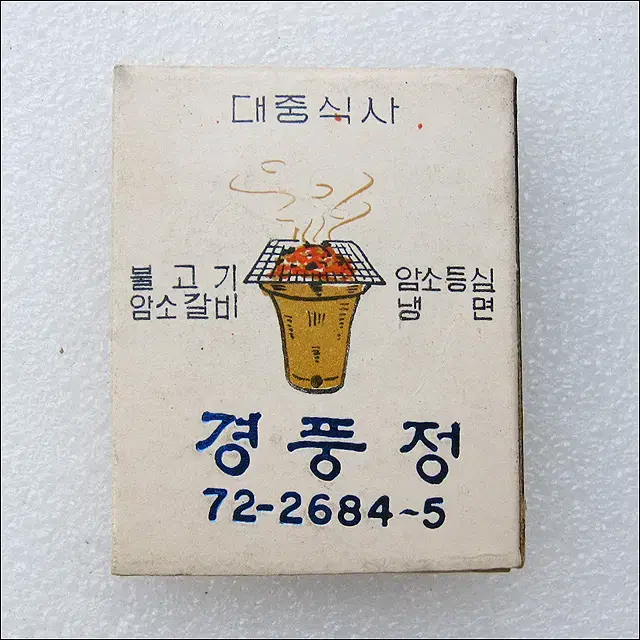 대중식사
불고기
암소갈비
암소등심
냉면
경풍정
72-2684~5